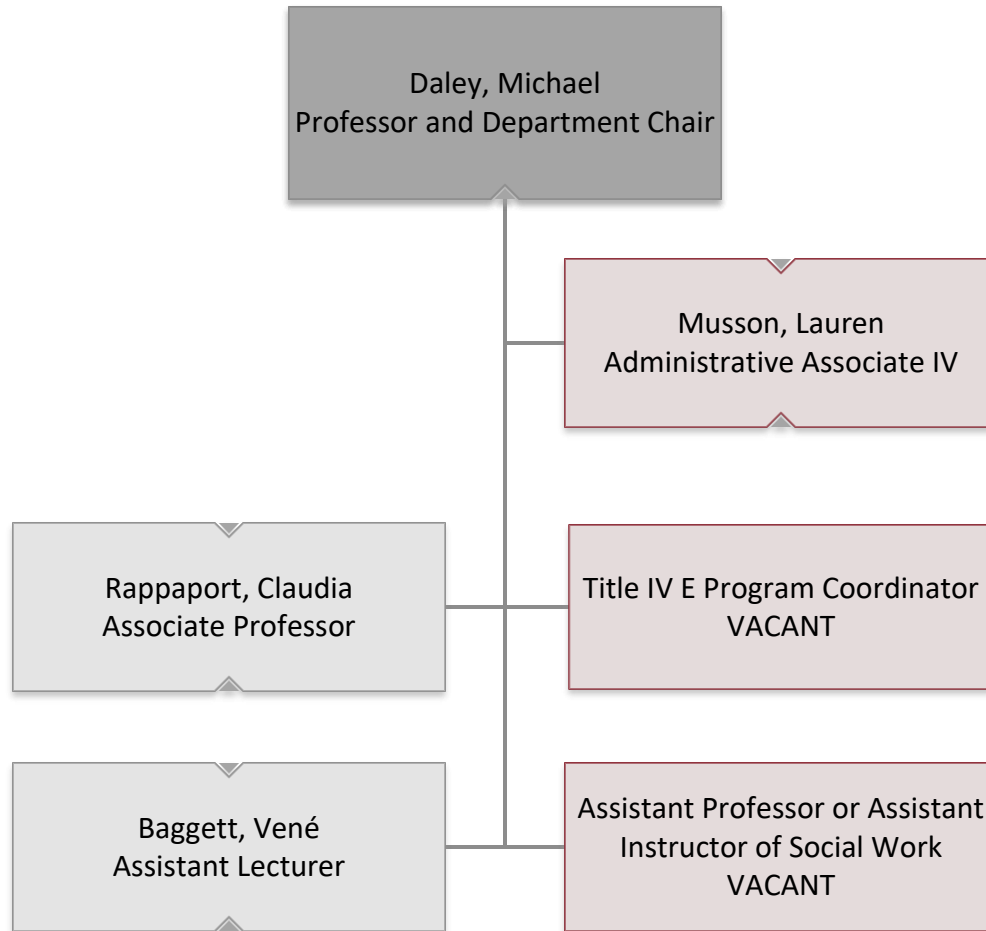 Daley, Michael
Professor and Department Chair
Musson, Lauren
Administrative Associate IV
Rappaport, Claudia
Associate Professor
Title IV E Program Coordinator
VACANT
Baggett, Vené
Assistant Lecturer
Assistant Professor or Assistant
Instructor of Social Work
VACANT